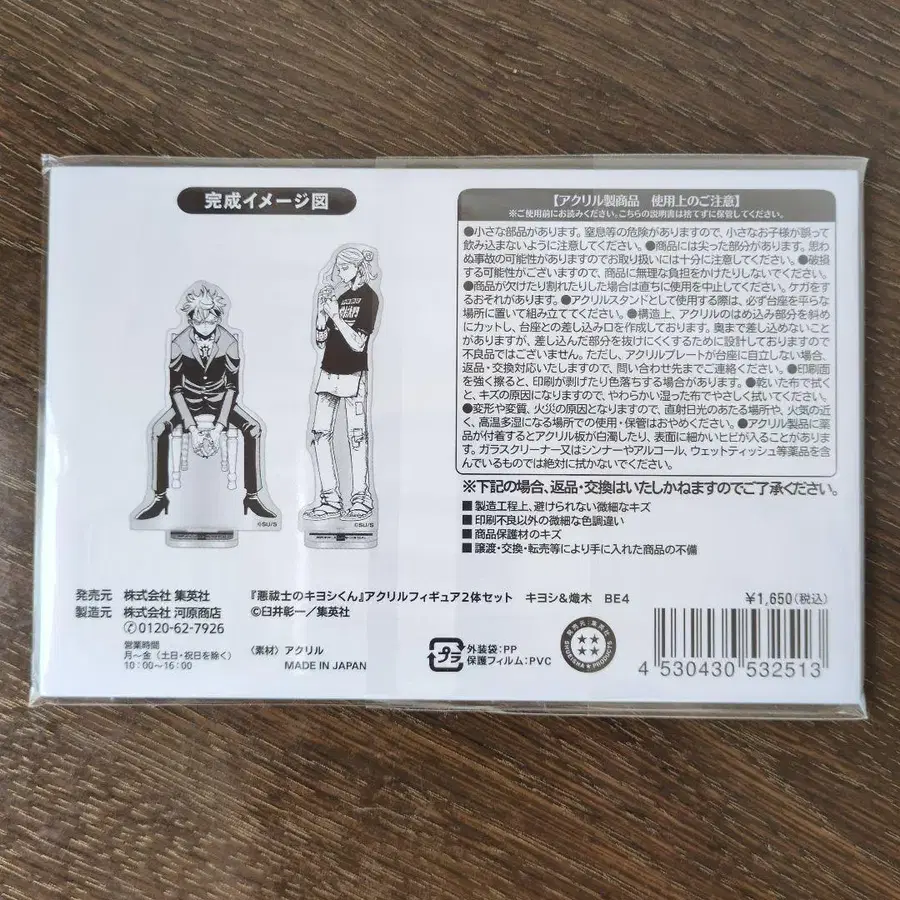 完成イメージ図
©SU/S
©SU/S
【アクリル製商品 使用上のご注意】
※ご使用前にお読みください。こちらの説明書は捨てずに保管してください。
●小さな部品があります。窒息等の危険がありますので、小さなお子様が誤って
飲み込まないように注意してください。●商品には尖った部分があります。思わ
ぬ事故の可能性がありますのでお取り扱いには十分に注意してください。●破損
する可能性がございますので、商品に無理な負担をかけたりしないでください。
●商品が欠けたり割れたりした場合は直ちに使用を中止してください。ケガをす
るおそれがあります。●アクリルスタンドとして使用する際は、必ず台座を平らな
場所に置いて組み立ててください。●構造上、アクリルのはめ込み部分を斜め
にカットし、台座との差し込み口を作成しております。奥まで差し込めないこと
がありますが、差し込んだ部分を抜けにくくするために設計しておりますので
不良品ではございません。ただし、アクリルプレートが台座に自立しない場合、
返品・交換対応いたしますので、問い合わせ先までご連絡ください。●印刷面
を強く擦ると、印刷が剥げたり色落ちする場合があります。●乾いた布で拭く
と、キズの原因になりますので、やわらかい湿った布でやさしく拭いてください。
●変形や変質、火災の原因となりますので、直射日光のあたる場所や、火気の近
く、高温多湿になる場所での使用・保管はおやめください。●アクリル製品に薬
品が付着するとアクリル板が白濁したり、表面に細かいヒビが入ることがありま
す。ガラスクリーナー又はシンナーやアルコール、ウェットティッシュ等薬品を含
んでいるものでは絶対に拭かないでください。
※下記の場合、返品・交換はいたしかねますのでご了承ください。
■製造工程上、避けられない微細なキズ
■印刷不良以外の微細な色調違い
■商品保護材のキズ
■譲渡・交換・転売等により手に入れた商品の不備
発売元 株式会社 集英社
製造元 株式会社 河原商店
✆0120-62-7926
営業時間
月～金（土日・祝日を除く）
10：00～16：00
『悪祓士のキヨシくん』アクリルフィギュア2体セット キヨシ&熾木 BE4
©臼井彰一／集英社
〈素材〉アクリル
MADE IN JAPAN
プラ
外装袋：PP
保護フィルム：PVC
発売元：集英社
SHUEISHA PRODUCTS
¥1,650(税込)
4 530430 532513